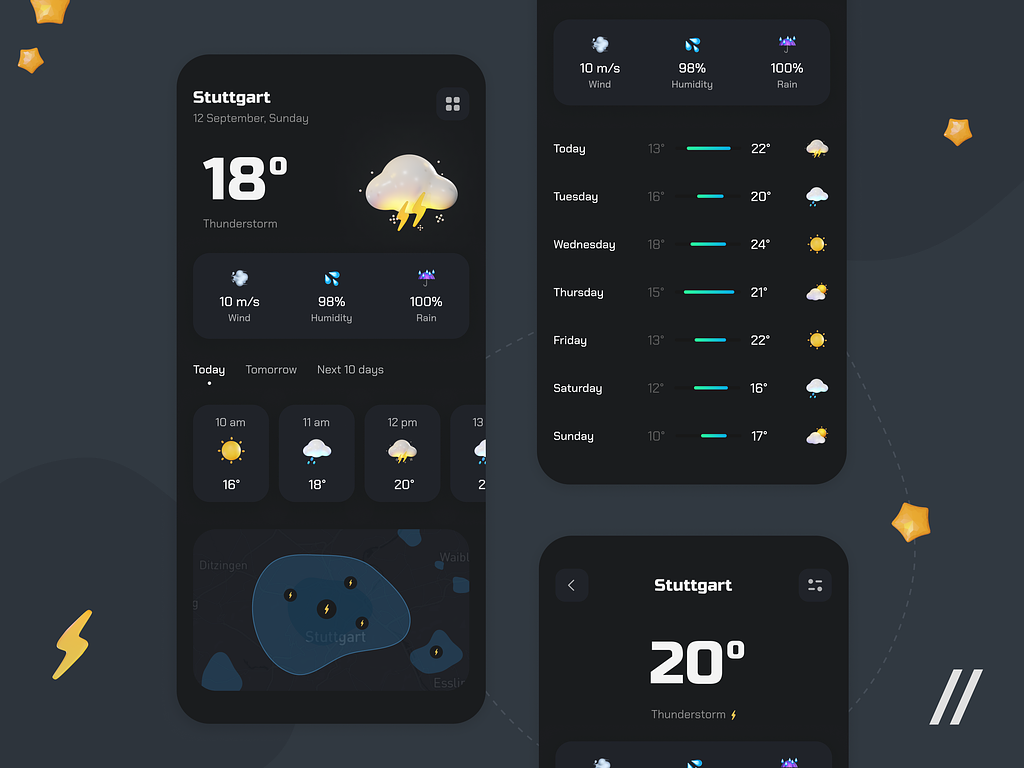 Stuttgart
12 September, Sunday
18°
Thunderstorm
10 m/s 98% 100%
Wind Humidity Rain
Today Tomorrow Next 10 days
10 am 11 am 12 pm 13
16° 18° 20° 2
Ditzingen
Waibl
g
Stuttgart
Esslin
10 m/s 98% 100%
Wind Humidity Rain
Today 13° 22°
Tuesday 16° 20°
Wednesday 18° 24°
Thursday 15° 21°
Friday 13° 22°
Saturday 12° 16°
Sunday 10° 17°
Stuttgart
20°
Thunderstorm